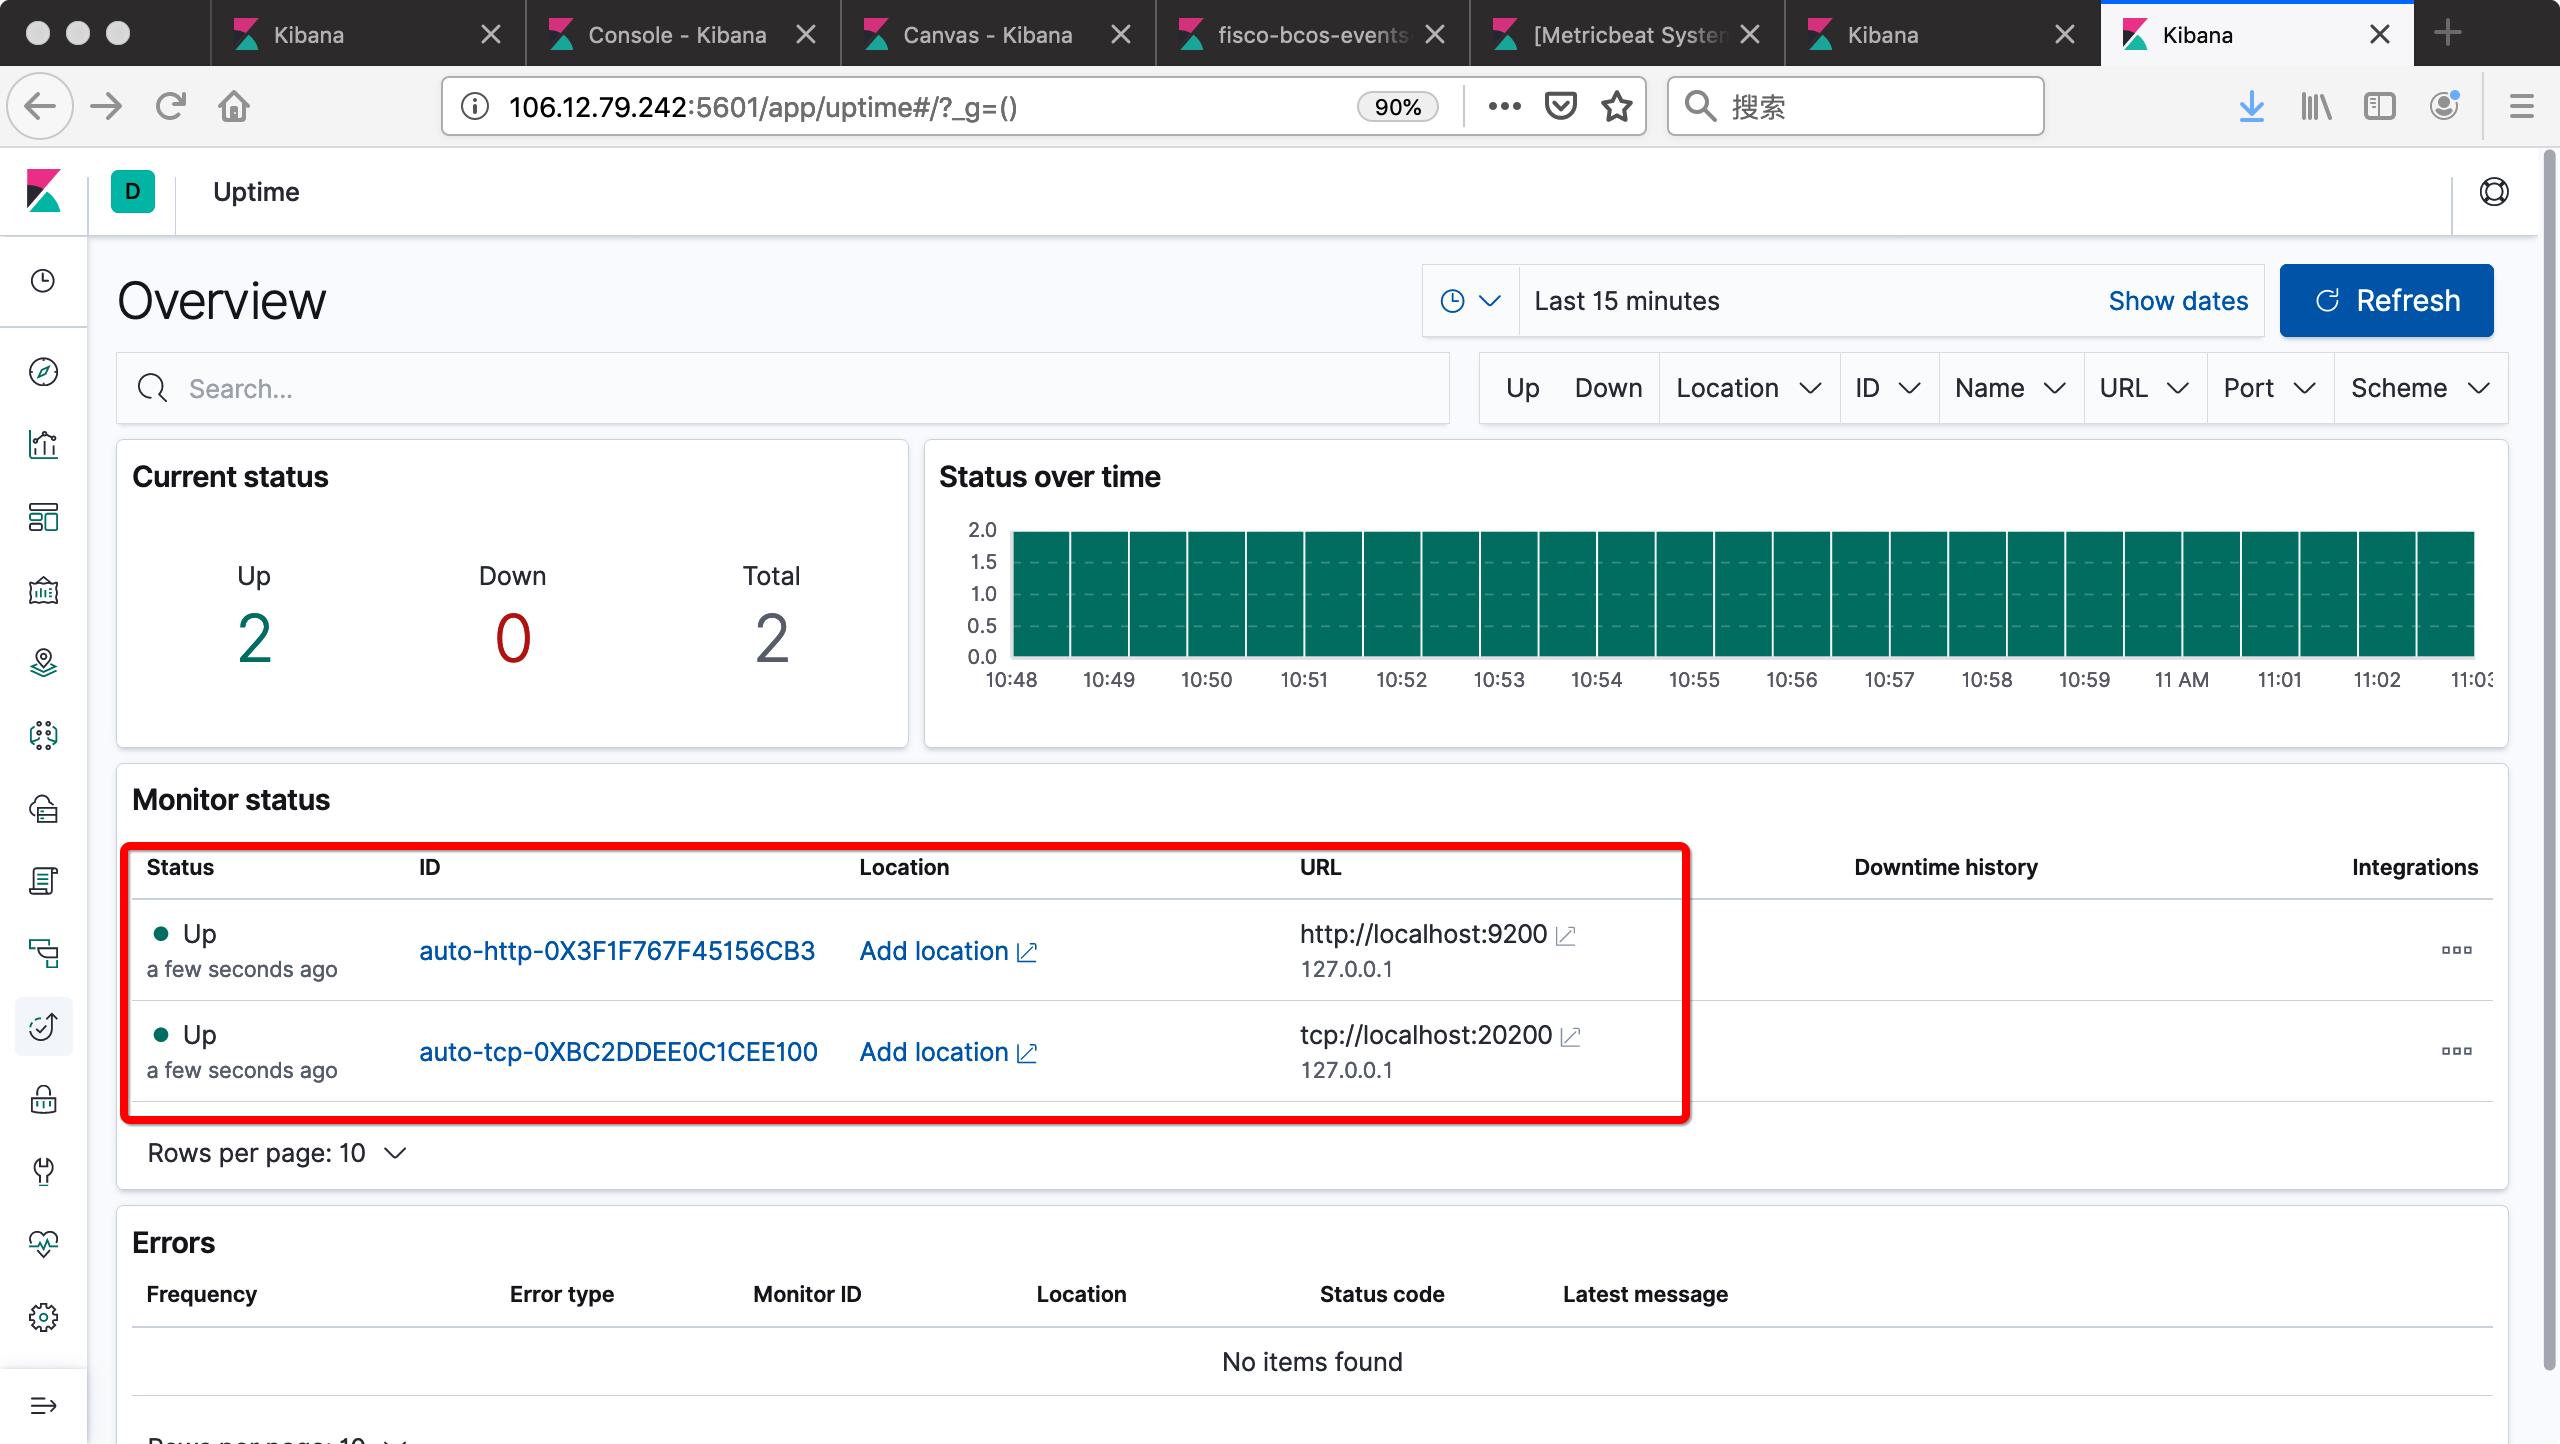 Kibana
Console - Kibana
Canvas - Kibana
fisco-bcos-events
[Metricbeat System
Kibana
Kibana
106.12.79.242:5601/app/uptime#/?_g=()
90%
搜索
D
Uptime
Overview
Last 15 minutes
Show dates
Refresh
Search...
Up
Down
Location
ID
Name
URL
Port
Scheme
Current status
Up
Down
Total
2
0
2
Status over time
2.0
1.5
1.0
0.5
0.0
10:48 10:49 10:50 10:51 10:52 10:53 10:54 10:55 10:56 10:57 10:58 10:59 11 AM 11:01 11:02 11:03
Monitor status
Status ID Location URL Downtime history Integrations
Up
a few seconds ago
auto-http-0X3F1F767F45156CB3
Add location
http://localhost:9200
127.0.0.1
Up
a few seconds ago
auto-tcp-0XBC2DDEE0C1CEE100
Add location
tcp://localhost:20200
127.0.0.1
Rows per page: 10
Errors
Frequency Error type Monitor ID Location Status code Latest message
No items found
Rows per page: 10